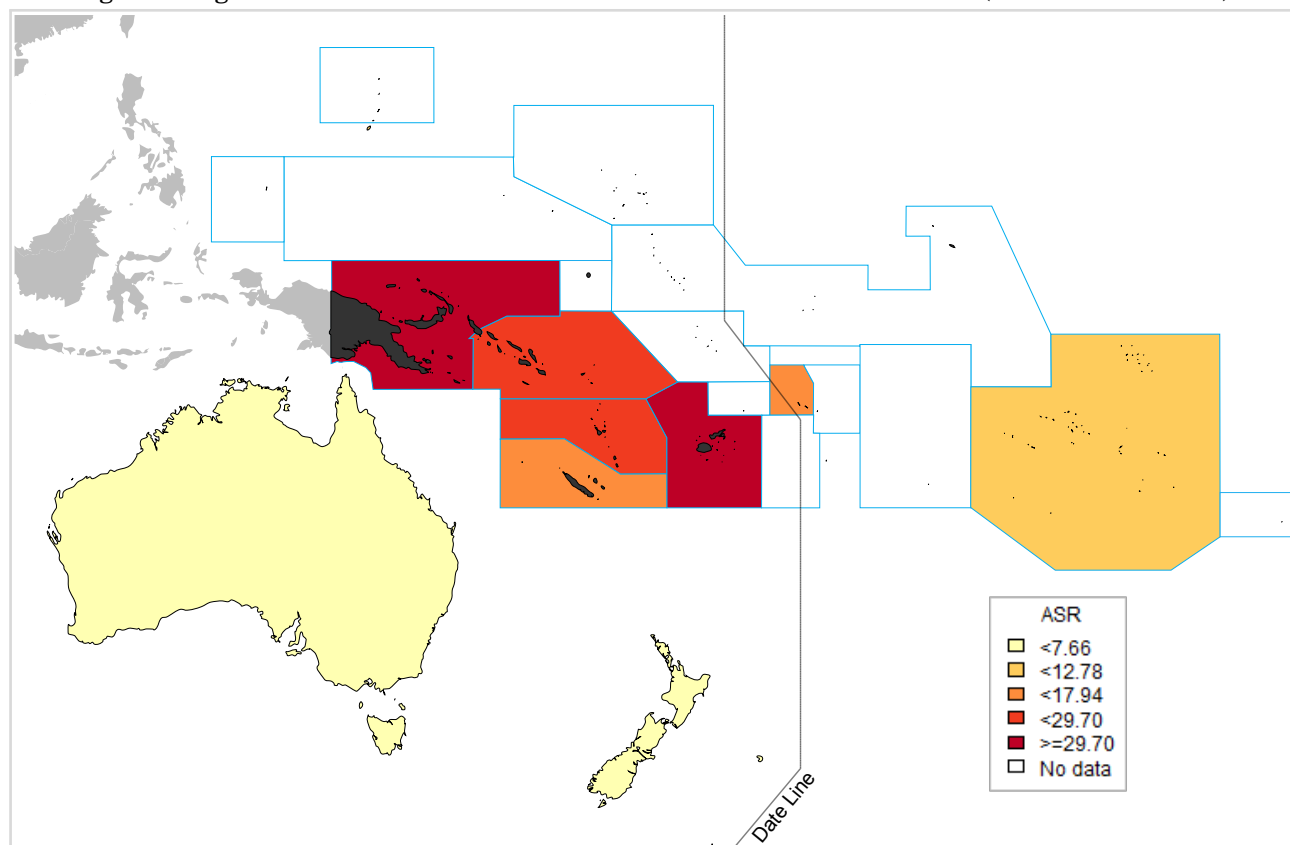 ASR
<7.66
<12.78
<17.94
<29.70
>=29.70
No data
Date Line